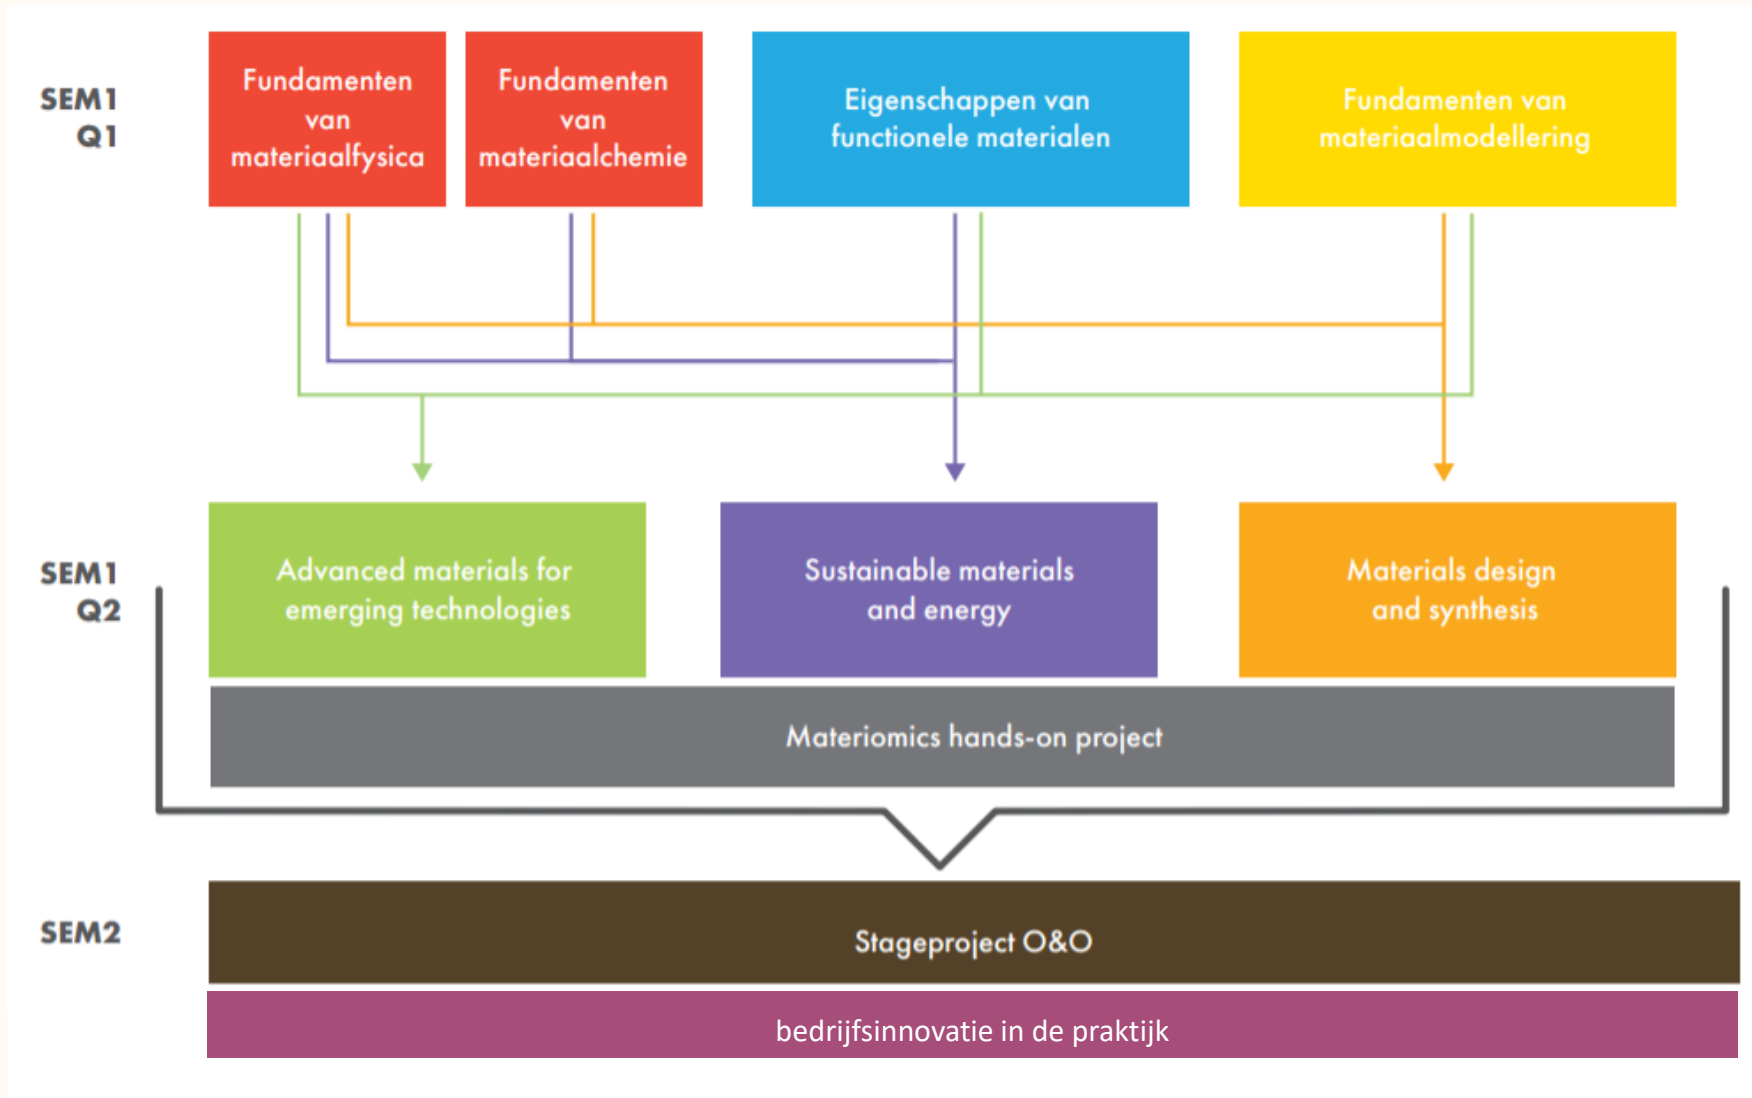 SEM1
Q1
Fundamenten
van
materiaalfysica
Fundamenten
van
materiaalchemie
Eigenschappen van
functionele materialen
Fundamenten van
materiaalmodellering
SEM1
Q2
Advanced materials for
emerging technologies
Sustainable materials
and energy
Materials design
and synthesis
Materiomics hands-on project
SEM2
Stageproject O&O
bedrijfsinnovatie in de praktijk